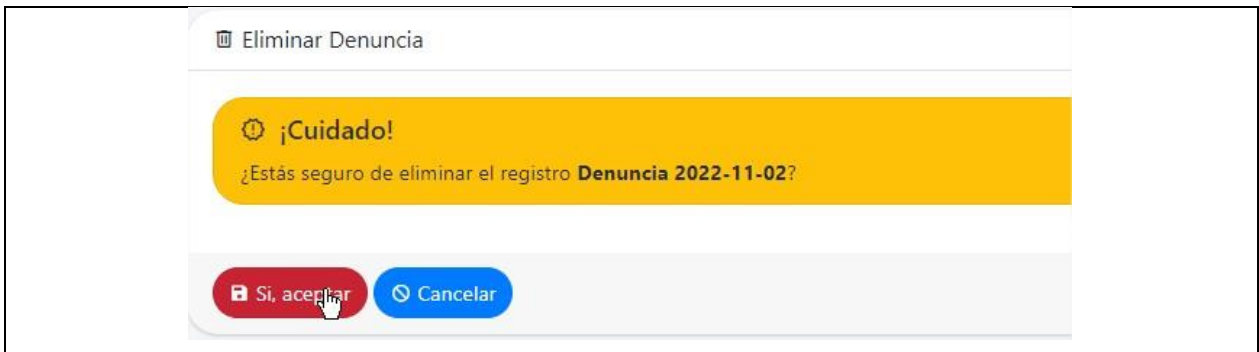 Eliminar Denuncia
¡Cuidado!
¿Estás seguro de eliminar el registro Denuncia 2022-11-02?
Si, aceptar
Cancelar